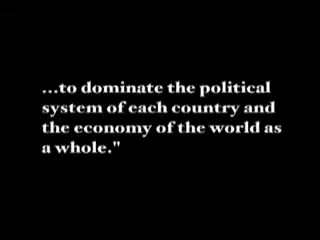 ...to dominate the political
system of each country and
the economy of the world as
a whole."